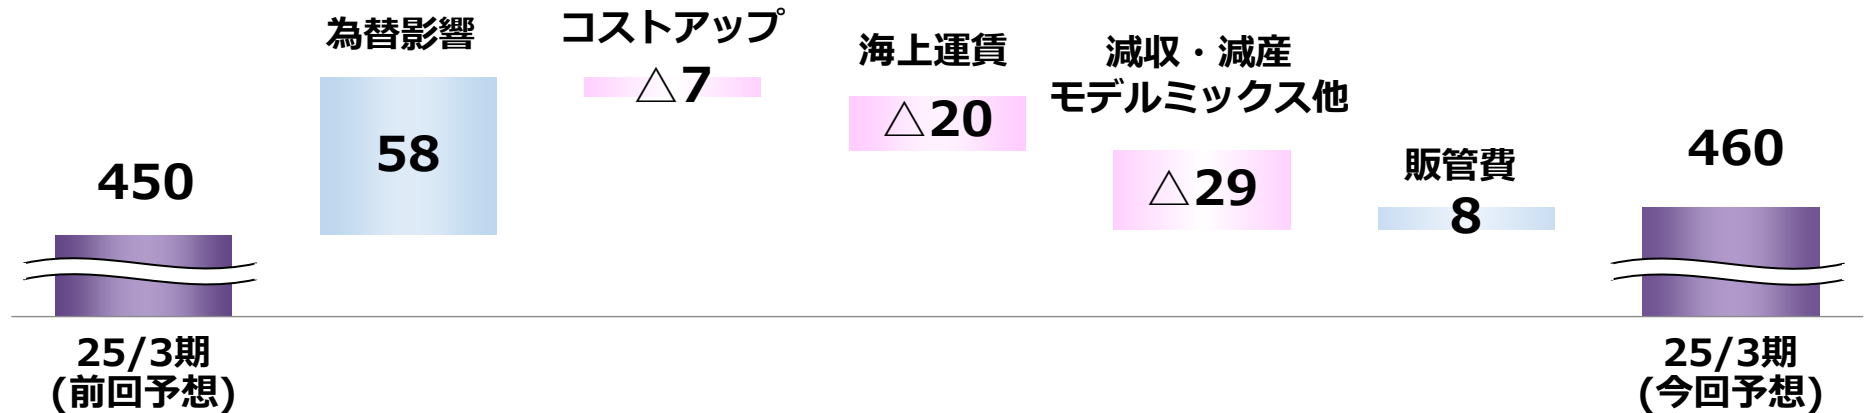 為替影響
58
コストアップ
△7
海上運賃
△20
減収・減産
モデルミックス他
△29
販管費
8
450
460
25/3期
(前回予想)
25/3期
(今回予想)